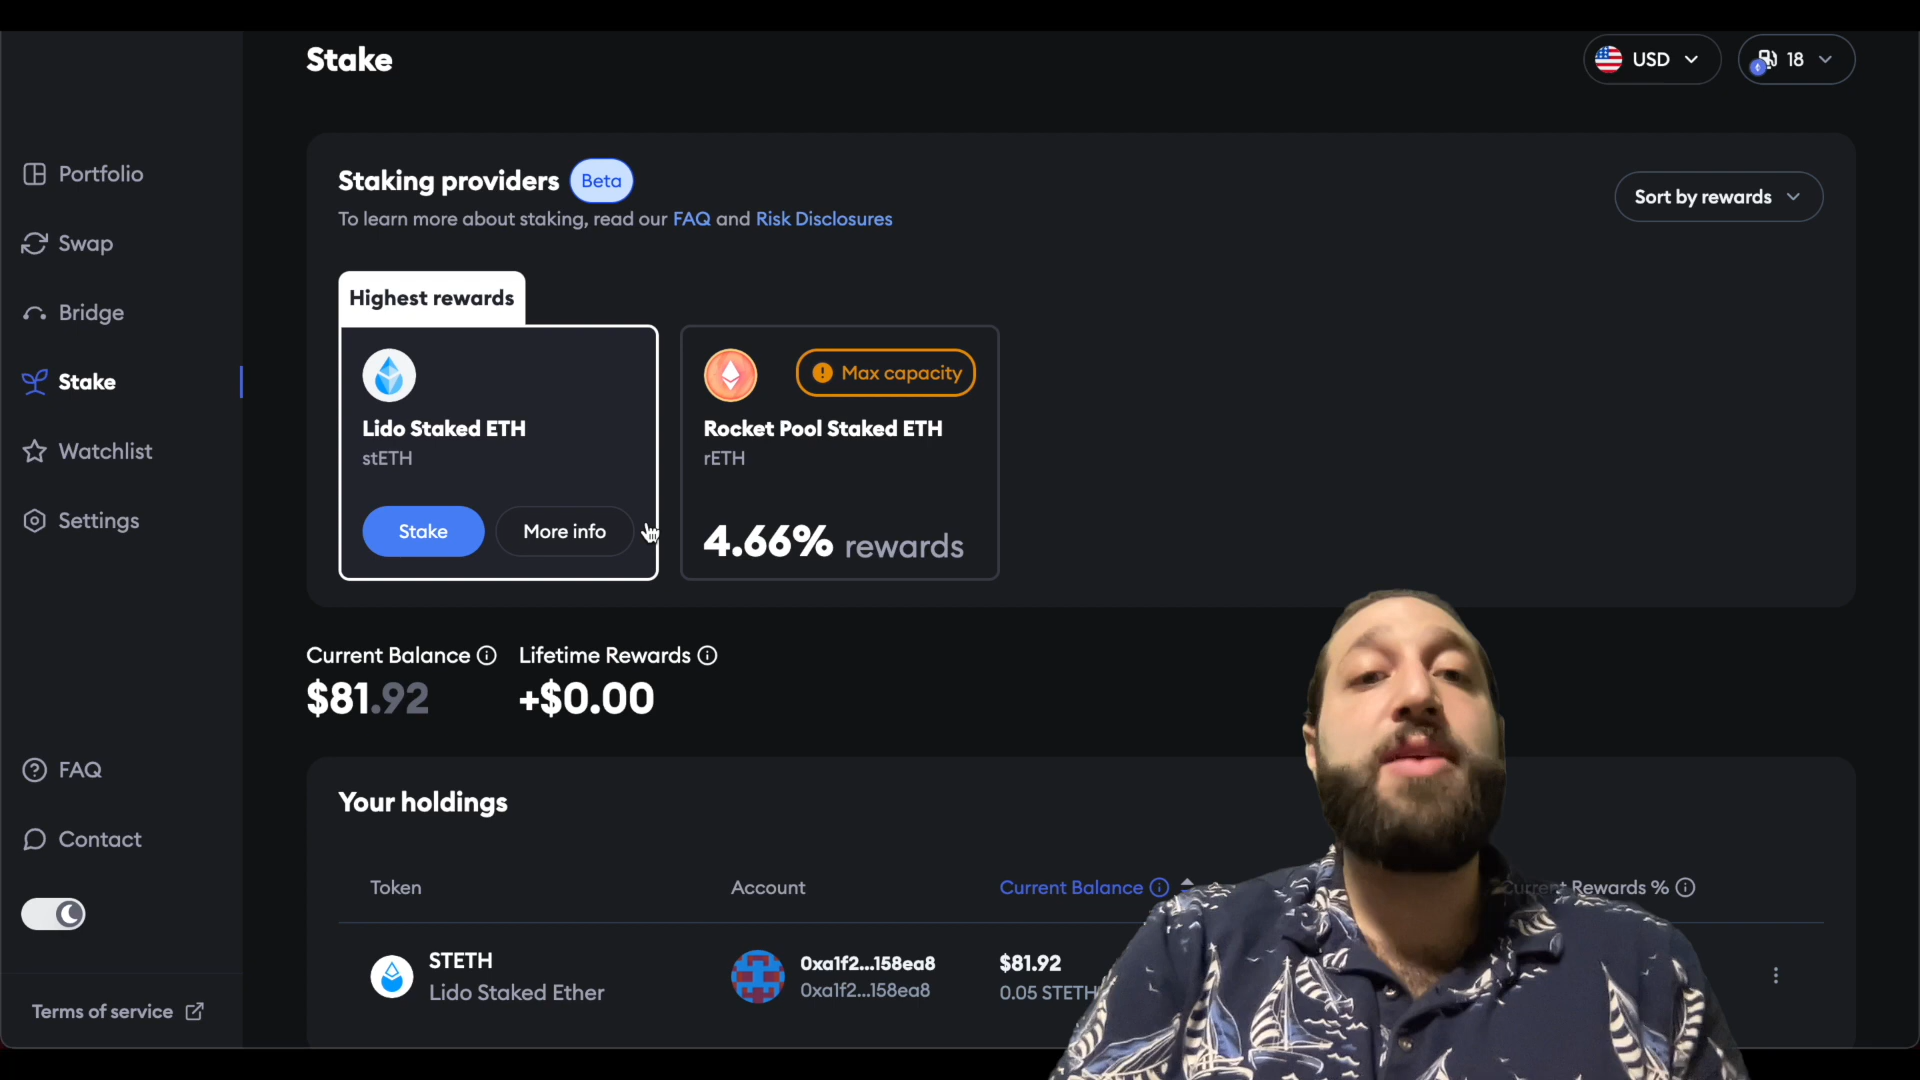 Stake
USD
18
Portfolio
Swap
Bridge
Stake
Watchlist
Settings
FAQ
Contact
Terms of service
Staking providers Beta
To learn more about staking, read our FAQ and Risk Disclosures
Sort by rewards
Highest rewards
Lido Staked ETH
stETH
Stake More info
Max capacity
Rocket Pool Staked ETH
rETH
4.66% rewards
Current Balance Lifetime Rewards
$81.92 +$0.00
Your holdings
Token Account Current Balance Current Rewards %
STETH 0xa1f2...158ea8 $81.92
Lido Staked Ether 0xa1f2...158ea8 0.05 STETH